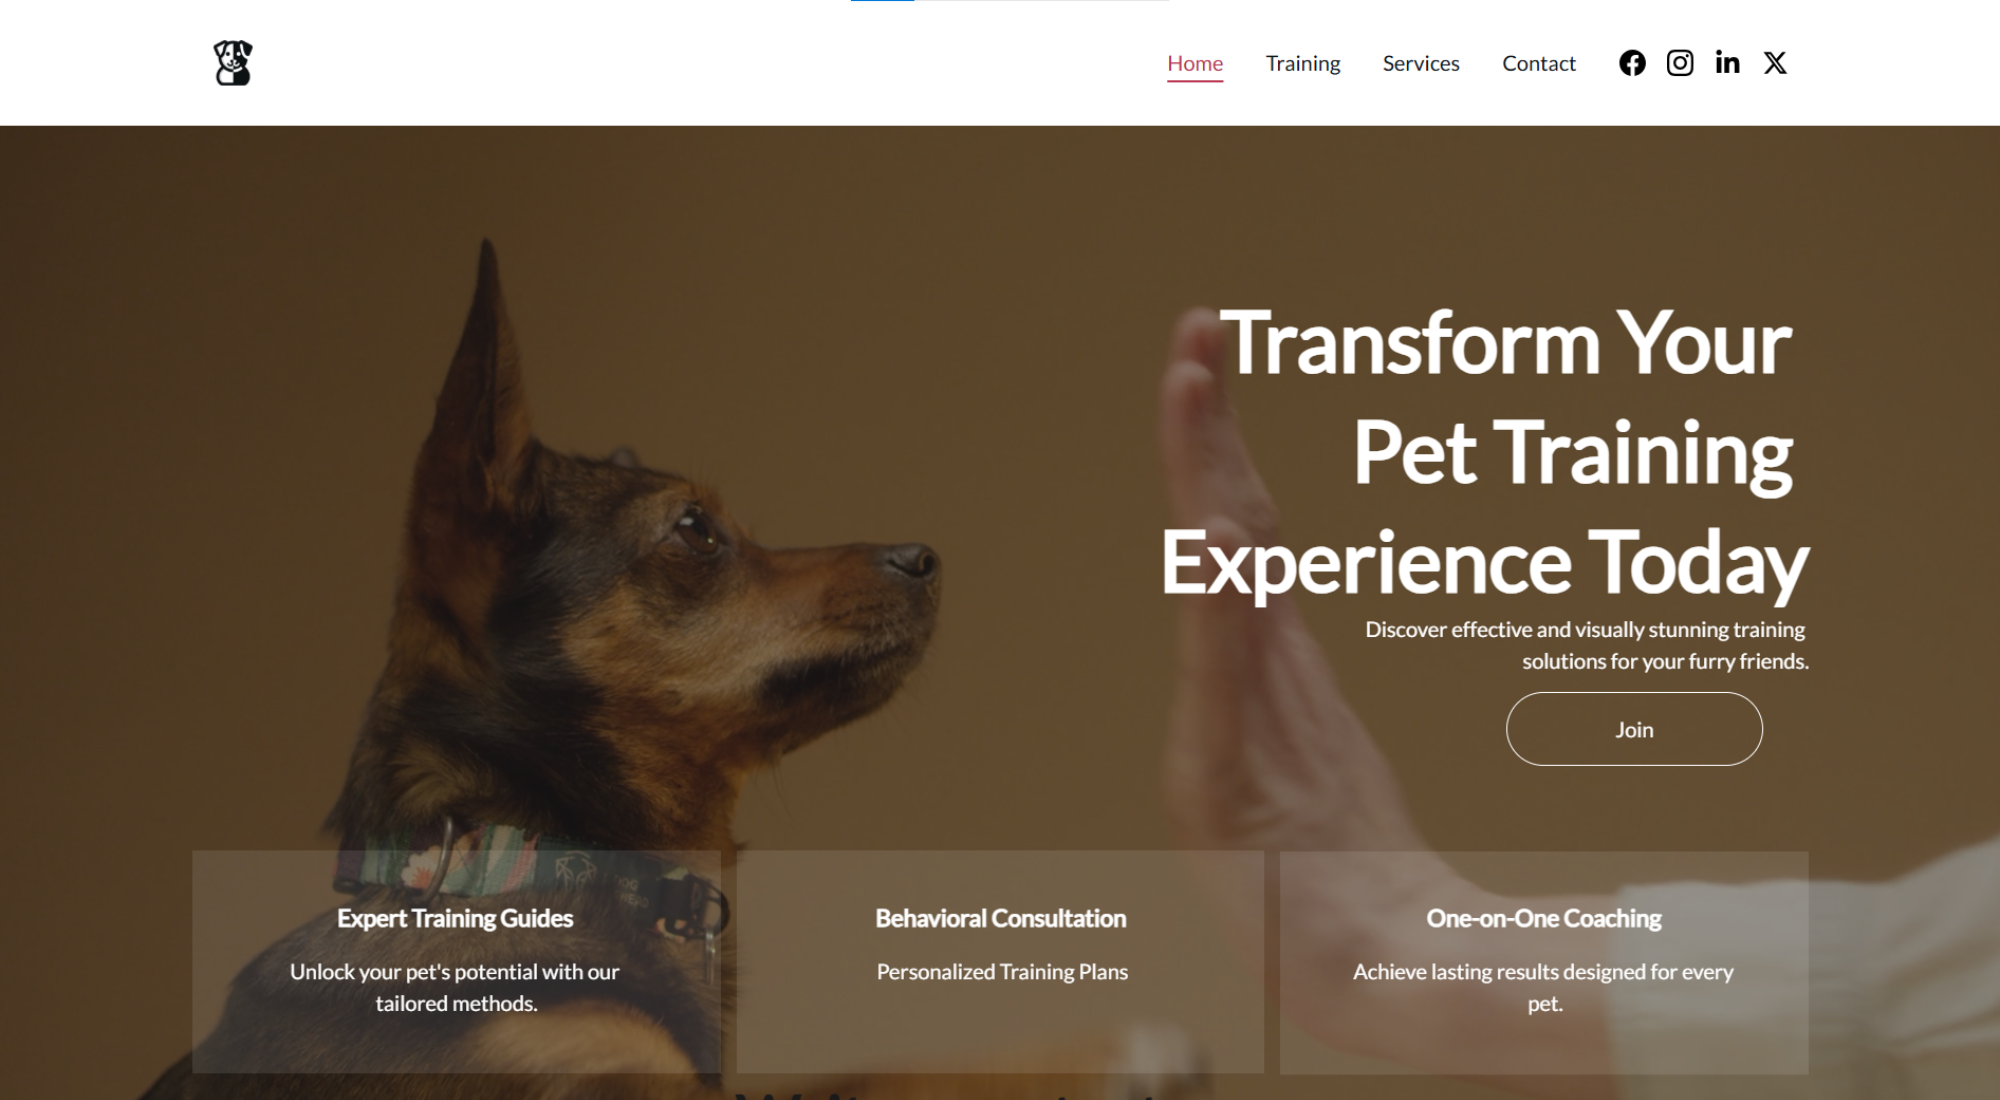 Home Training Services Contact
Transform Your
Pet Training
Experience Today
Discover effective and visually stunning training
solutions for your furry friends.
Join
Expert Training Guides
Unlock your pet's potential with our
tailored methods.
Behavioral Consultation
Personalized Training Plans
One-on-One Coaching
Achieve lasting results designed for every
pet.